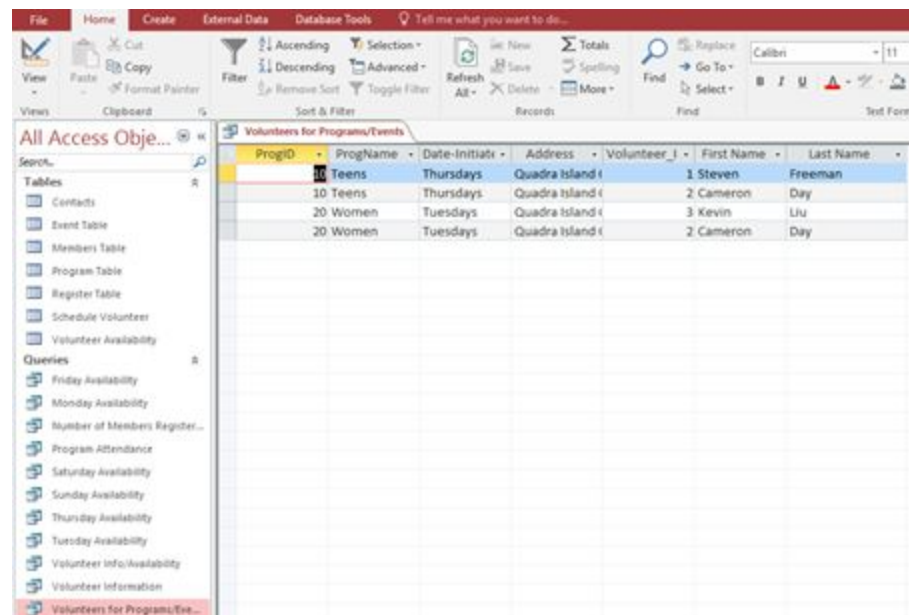 File Home Create External Data Database Tools Tell me what you want to do...
View Paste Cut Copy Format Painter
Filter Ascending Descending Remove Sort Selection Advanced Toggle Filter
Refresh All New Save Delete Totals Spelling More
Find Replace Go To Select Calibri 11
B I U A
Views Clipboard Sort & Filter Records Find Text Form
All Access Obje... «
Search...
Tables
Contacts
Event Table
Members Table
Program Table
Register Table
Schedule Volunteer
Volunteer Availability
Queries
Friday Availability
Monday Availability
Number of Members Register...
Program Attendance
Saturday Availability
Sunday Availability
Thursday Availability
Tuesday Availability
Volunteer Info/Availability
Volunteer Information
Volunteers for Programs/Eve...
Volunteers for Programs/Events
ProgID ProgName Date-Initiate Address Volunteer_I First Name Last Name
10 Teens Thursdays Quadra Island 1 Steven Freeman
10 Teens Thursdays Quadra Island 2 Cameron Day
20 Women Tuesdays Quadra Island 3 Kevin Liu
20 Women Tuesdays Quadra Island 2 Cameron Day